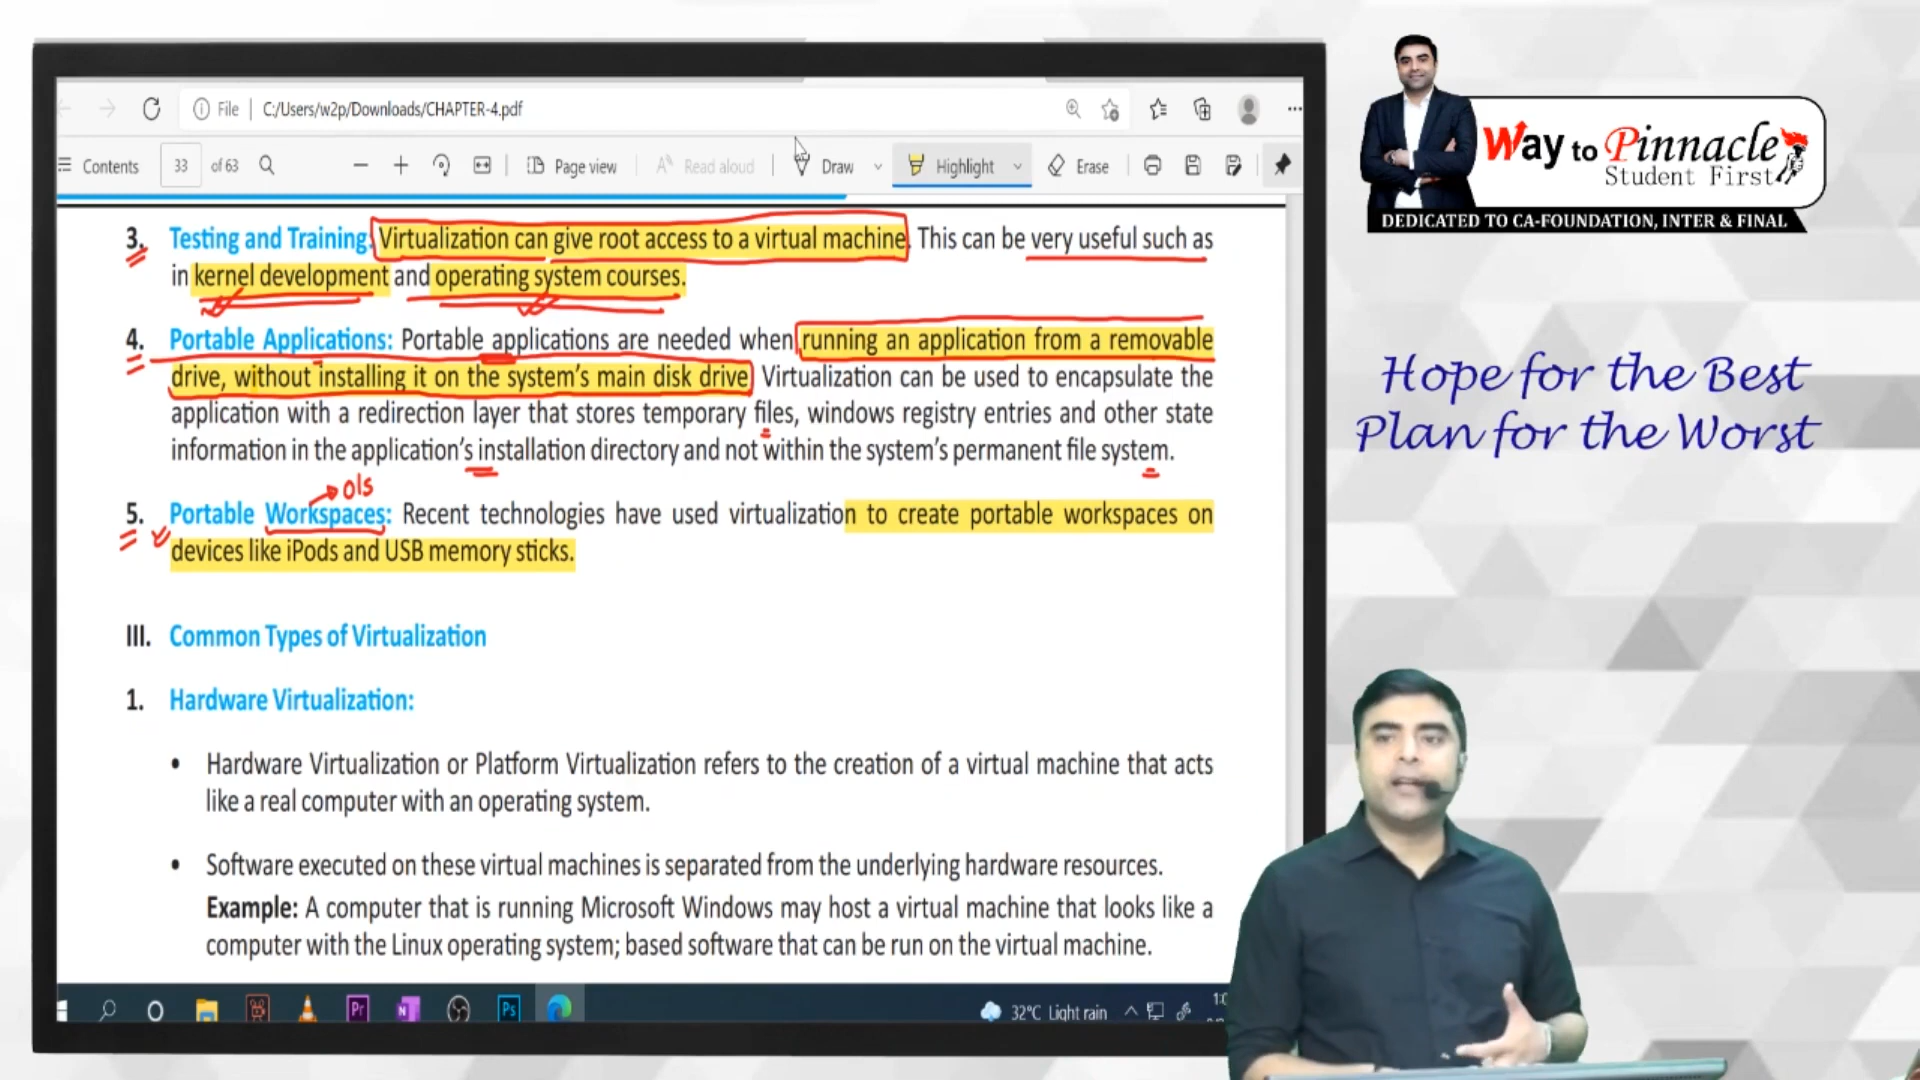 File C:/Users/w2p/Downloads/CHAPTER-4.pdf
Contents 33 of 63 Page view Read aloud Draw Highlight Erase
3. Testing and Training: Virtualization can give root access to a virtual machine. This can be very useful such as
in kernel development and operating system courses.
4. Portable Applications: Portable applications are needed when running an application from a removable
drive, without installing it on the system's main disk drive. Virtualization can be used to encapsulate the
application with a redirection layer that stores temporary files, windows registry entries and other state
information in the application's installation directory and not within the system's permanent file system.
ols
5. Portable Workspaces: Recent technologies have used virtualization to create portable workspaces on
devices like iPods and USB memory sticks.
III. Common Types of Virtualization
1. Hardware Virtualization:
• Hardware Virtualization or Platform Virtualization refers to the creation of a virtual machine that acts
like a real computer with an operating system.
• Software executed on these virtual machines is separated from the underlying hardware resources.
Example: A computer that is running Microsoft Windows may host a virtual machine that looks like a
computer with the Linux operating system; based software that can be run on the virtual machine.
Pr N Ps 32°C Light rain
Way to Pinnacle
Student First
DEDICATED TO CA-FOUNDATION, INTER & FINAL
Hope for the Best
Plan for the Worst